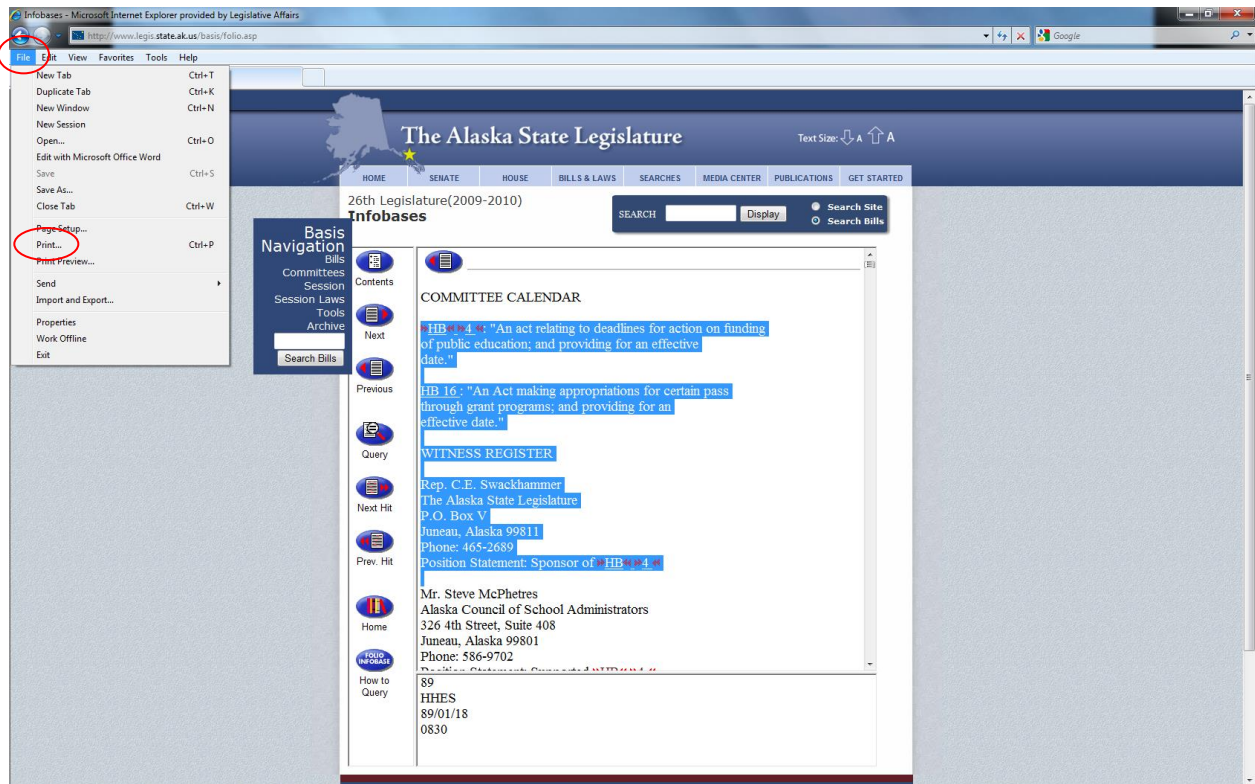 Infobases - Microsoft Internet Explorer provided by Legislative Affairs
http://www.legis.state.ak.us/basis/folio.asp
Google
File Edit View Favorites Tools Help
New Tab Ctrl+T
Duplicate Tab Ctrl+K
New Window Ctrl+N
New Session
Open... Ctrl+O
Edit with Microsoft Office Word
Save Ctrl+S
Save As...
Close Tab Ctrl+W
Page Setup...
Print... Ctrl+P
Print Preview...
Send
Import and Export...
Properties
Work Offline
Exit
The Alaska State Legislature
Text Size: A A
HOME SENATE HOUSE BILLS & LAWS SEARCHES MEDIA CENTER PUBLICATIONS GET STARTED
26th Legislature(2009-2010)
Infobases
SEARCH Display
Search Site
Search Bills
Basis
Navigation
Bills
Committees
Session
Session Laws
Tools
Archive
Search Bills
Contents
Next
Previous
Query
Next Hit
Prev. Hit
Home
FOLIO
INFOBASE
How to
Query
COMMITTEE CALENDAR
»HB« »4 «: "An act relating to deadlines for action on funding
of public education; and providing for an effective
date."
HB 16 : "An Act making appropriations for certain pass
through grant programs; and providing for an
effective date."
WITNESS REGISTER
Rep. C.E. Swackhammer
The Alaska State Legislature
P.O. Box V
Juneau, Alaska 99811
Phone: 465-2689
Position Statement: Sponsor of »HB« »4 «
Mr. Steve McPhetres
Alaska Council of School Administrators
326 4th Street, Suite 408
Juneau, Alaska 99801
Phone: 586-9702
Position Statement: Supported »HB« »4 «
89
HHES
89/01/18
0830